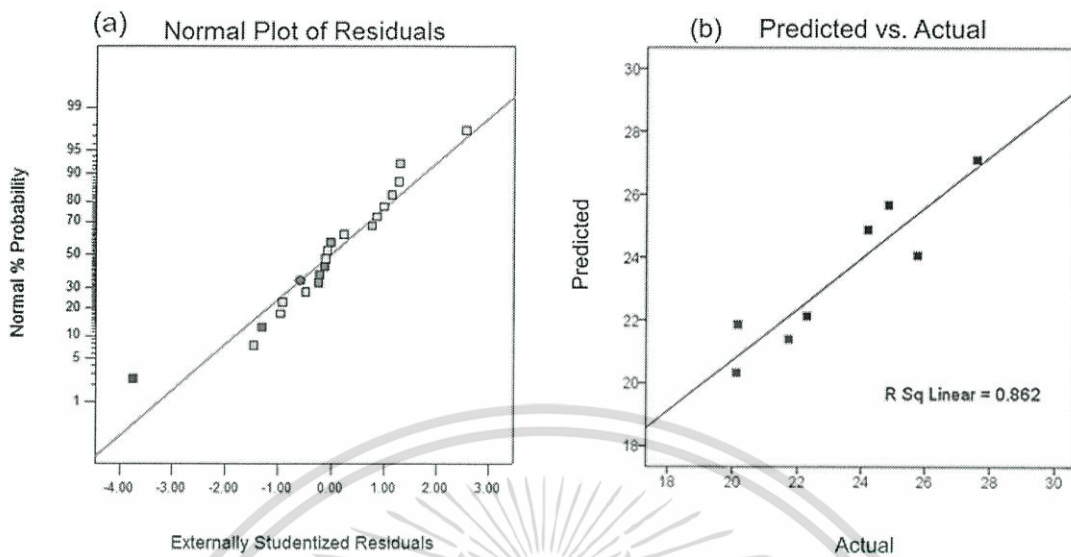 (a)
Normal Plot of Residuals
Normal % Probability
99
95
90
80
70
50
30
20
10
5
1
-4.00 -3.00 -2.00 -1.00 0.00 1.00 2.00 3.00
Externally Studentized Residuals
(b) Predicted vs. Actual
Predicted
30
28
26
24
22
20
18
R Sq Linear = 0.862
20 22 24 26 28 30
Actual